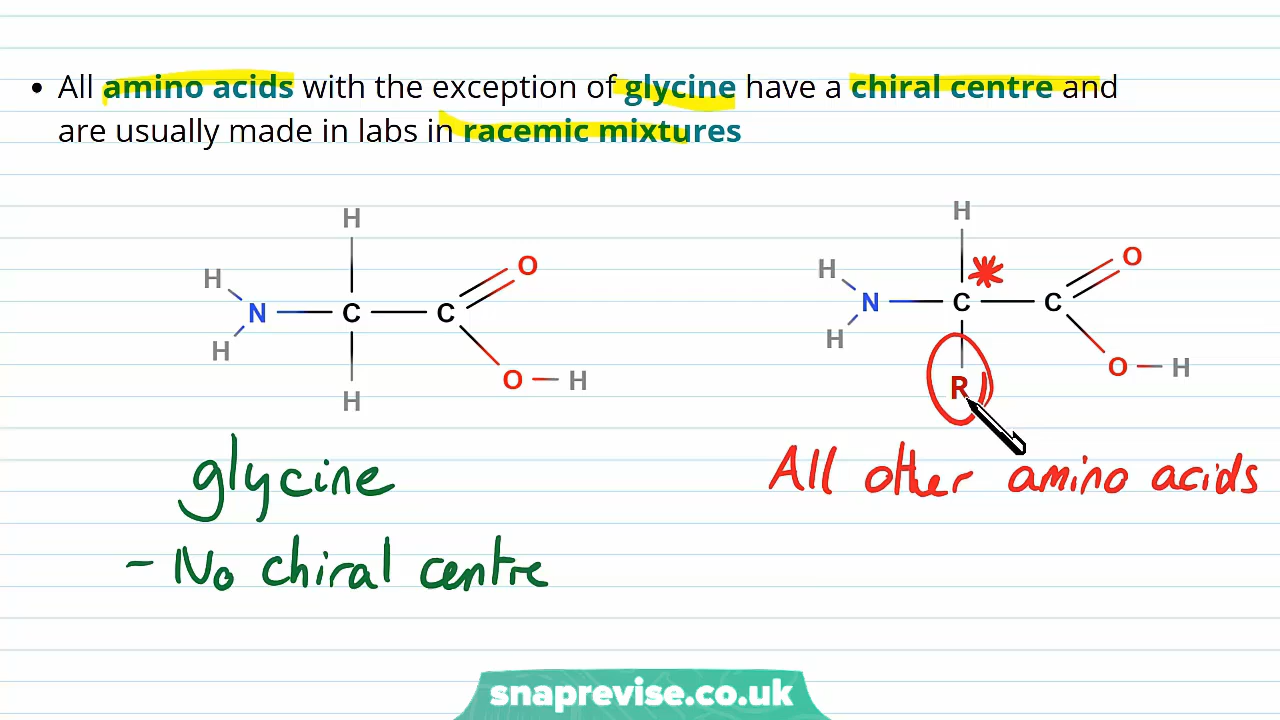 • All amino acids with the exception of glycine have a chiral centre and
are usually made in labs in racemic mixtures
H
H
O
N
C
C
H
O
H
H
H
H
O
N
C
C
H
O
H
R
glycine
- No chiral centre
All other amino acids
snaprevise.co.uk